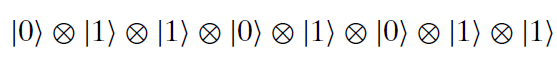 |0⟩ ⊗ |1⟩ ⊗ |1⟩ ⊗ |0⟩ ⊗ |1⟩ ⊗ |0⟩ ⊗ |1⟩ ⊗ |1⟩